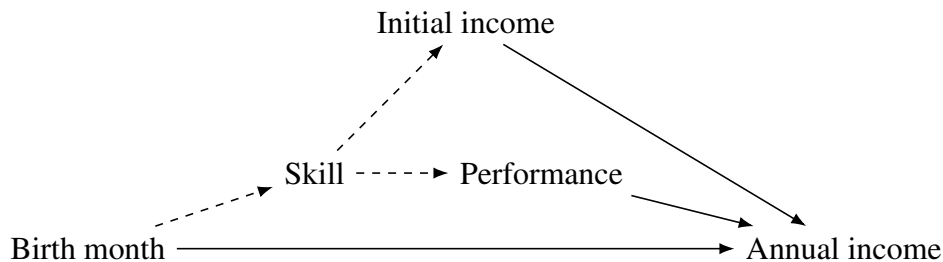 Initial income
Skill
Performance
Birth month
Annual income